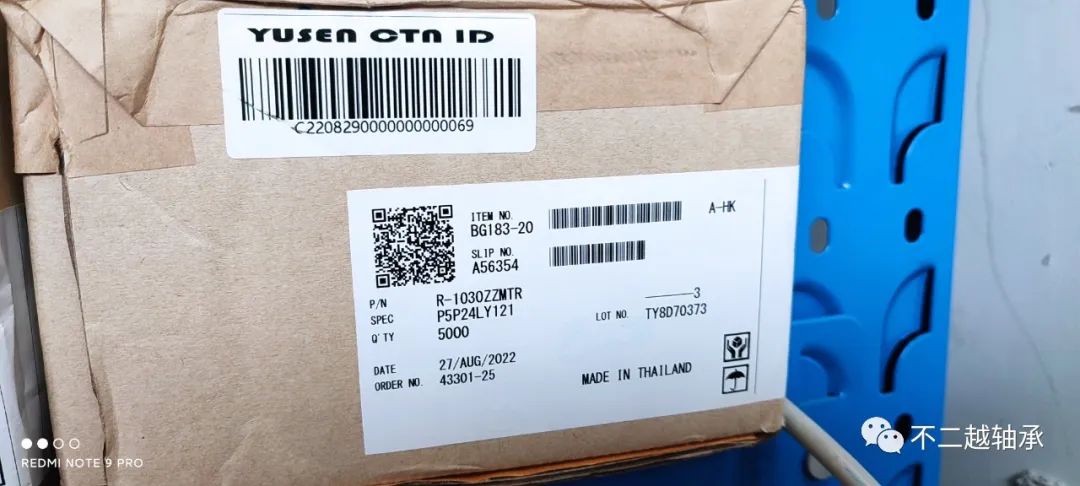 YUSEN CTN ID
C2208290000000000069
ITEM NO.
BG183-20
A-HK
SLIP NO.
A56354
P/N R-1030ZZMTR
SPEC P5P24LY121
Q'TY 5000
3
LOT NO. TY8D70373
DATE 27/AUG/2022
ORDER NO. 43301-25
MADE IN THAILAND
REDMI NOTE 9 PRO
不二越轴承